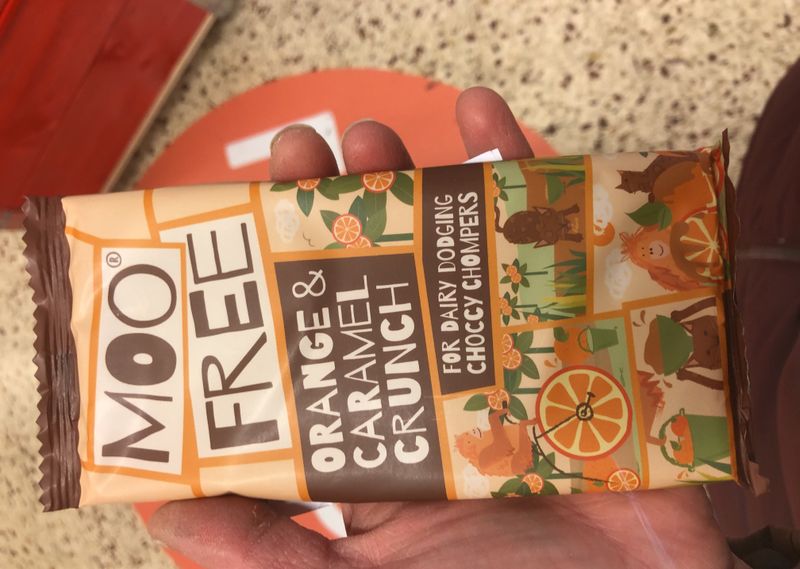 MOO®
FREE
ORANGE &
CARAMEL
CRUNCH
FOR DAIRY DODGING
CHOCCY CHOMPERS